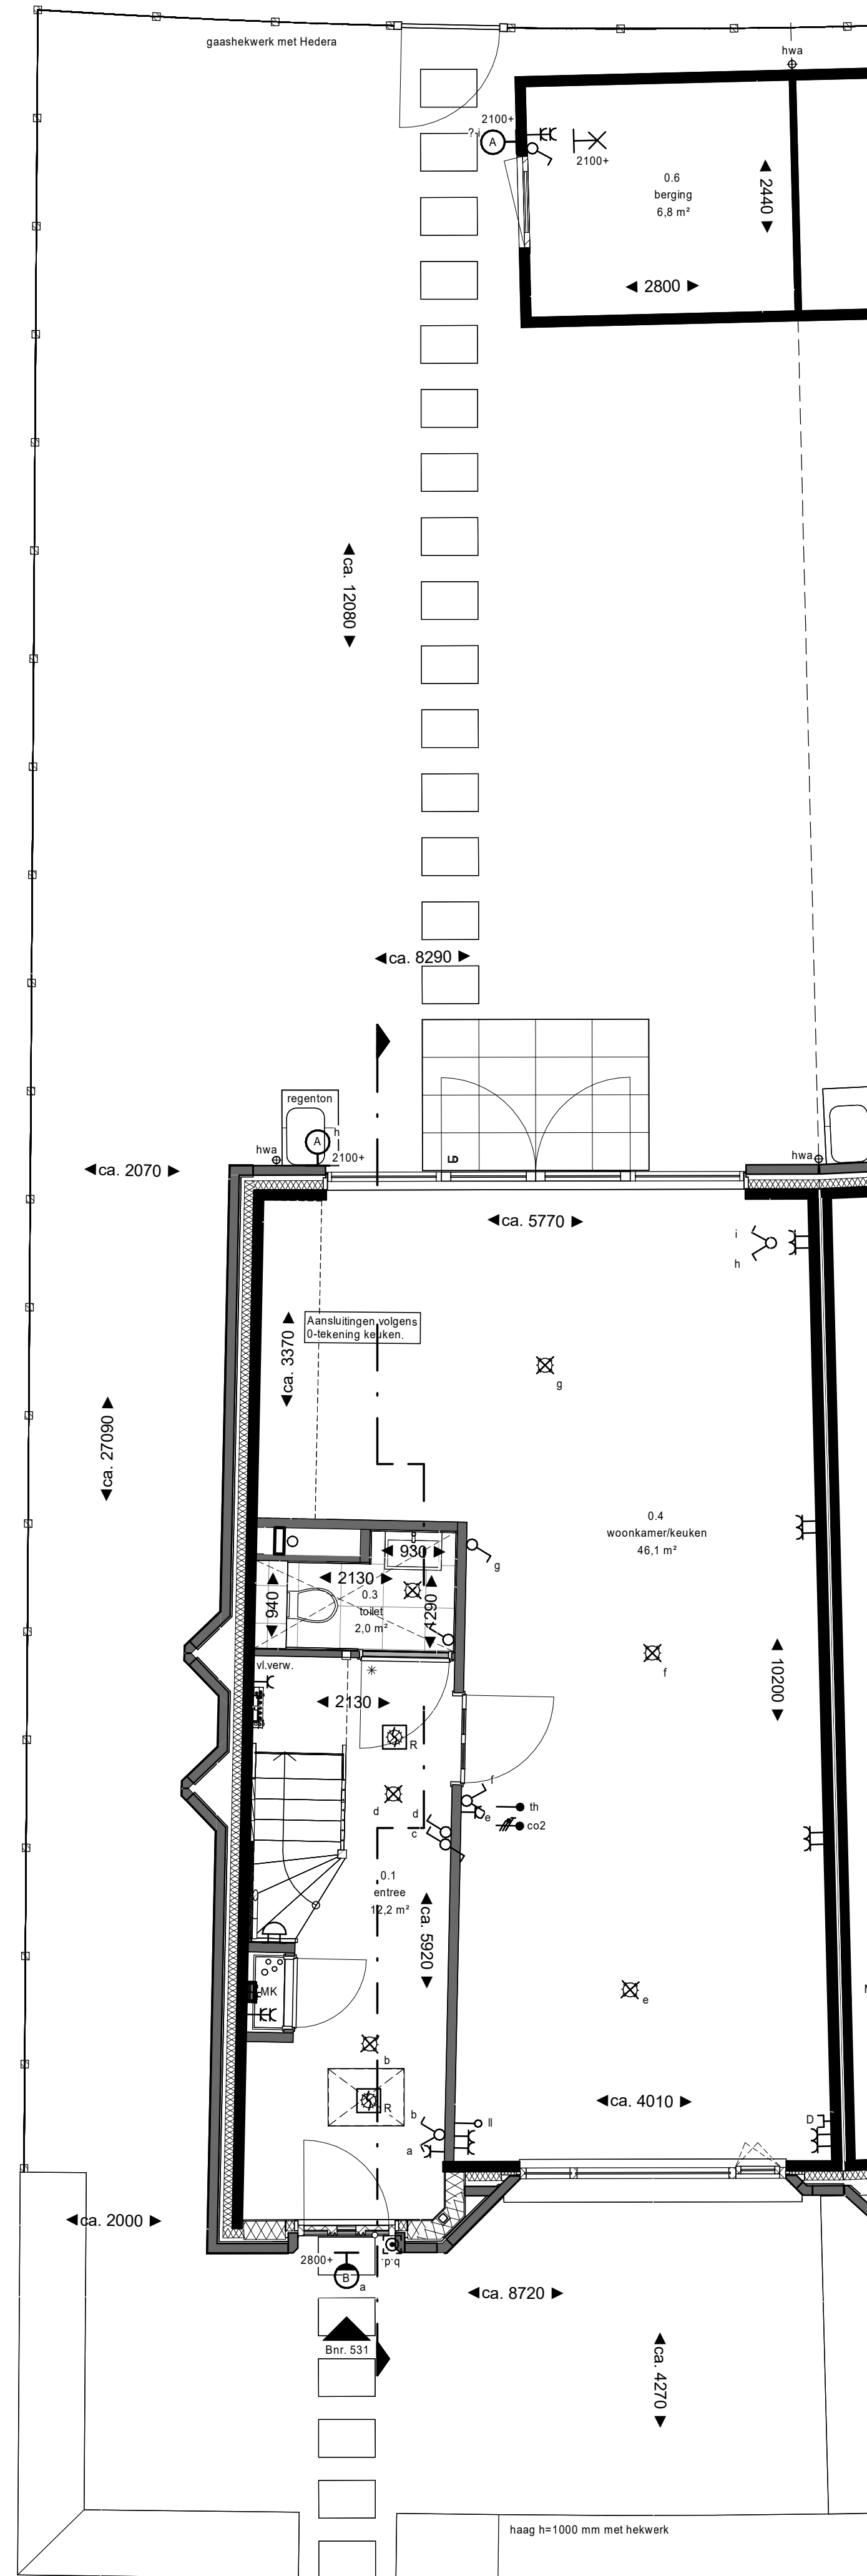 gaashekwerk met Hedera
hwa
2100+
?-i
A
2100+
0.6
berging
6,8 m²
2440
2800
ca. 12080
ca. 8290
regenton
A
h
hwa
2100+
LD
hwa
ca. 2070
ca. 5770
i
h
Aansluitingen volgens
0-tekening keuken.
ca. 3370
g
ca. 27090
0.4
woonkamer/keuken
46,1 m²
930
g
2130
940
0.3
toilet
2,0 m²
1290
vl.verw.
f
2130
10200
R
f
d
d
c
e
th
co2
0.1
entree
12,2 m²
ca. 5920
MK
e
b
R
b
a
ll
ca. 4010
D
ca. 2000
2800+
b.d.
B
a
ca. 8720
Bnr. 531
ca. 4270
haag h=1000 mm met hekwerk